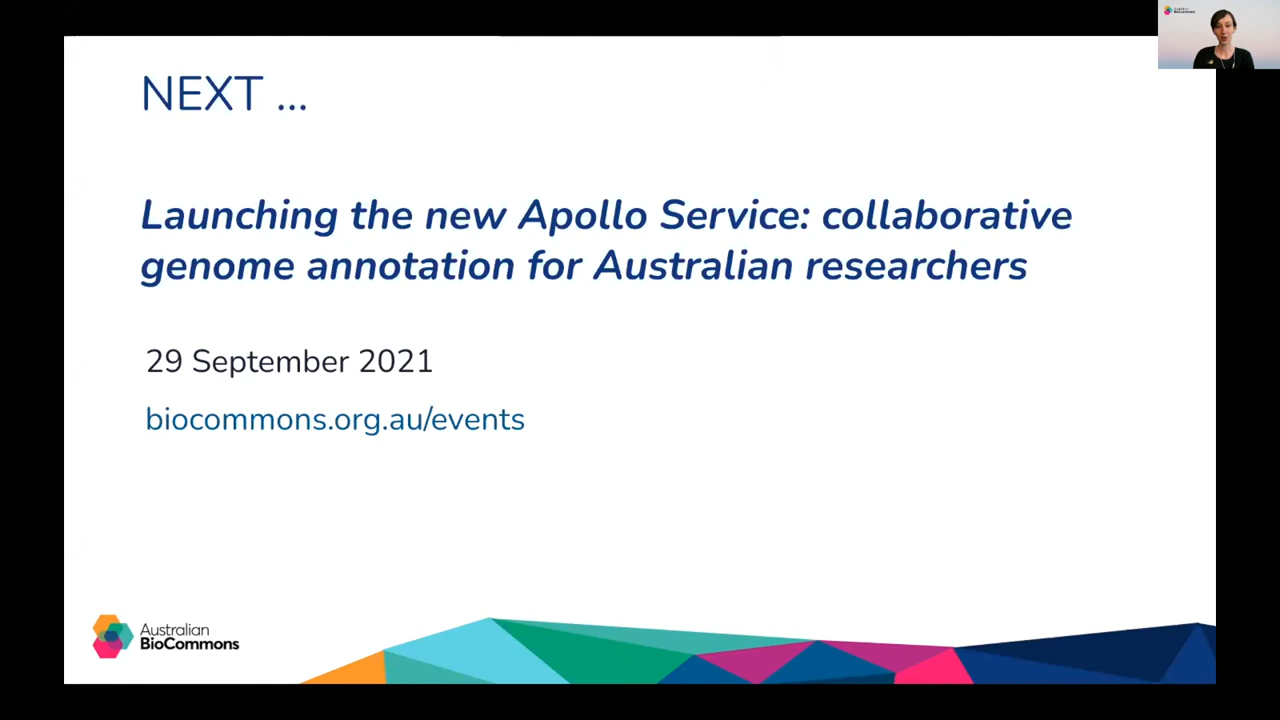 NEXT ...
Launching the new Apollo Service: collaborative
genome annotation for Australian researchers
29 September 2021
biocommons.org.au/events
Australian
BioCommons
BioCommons